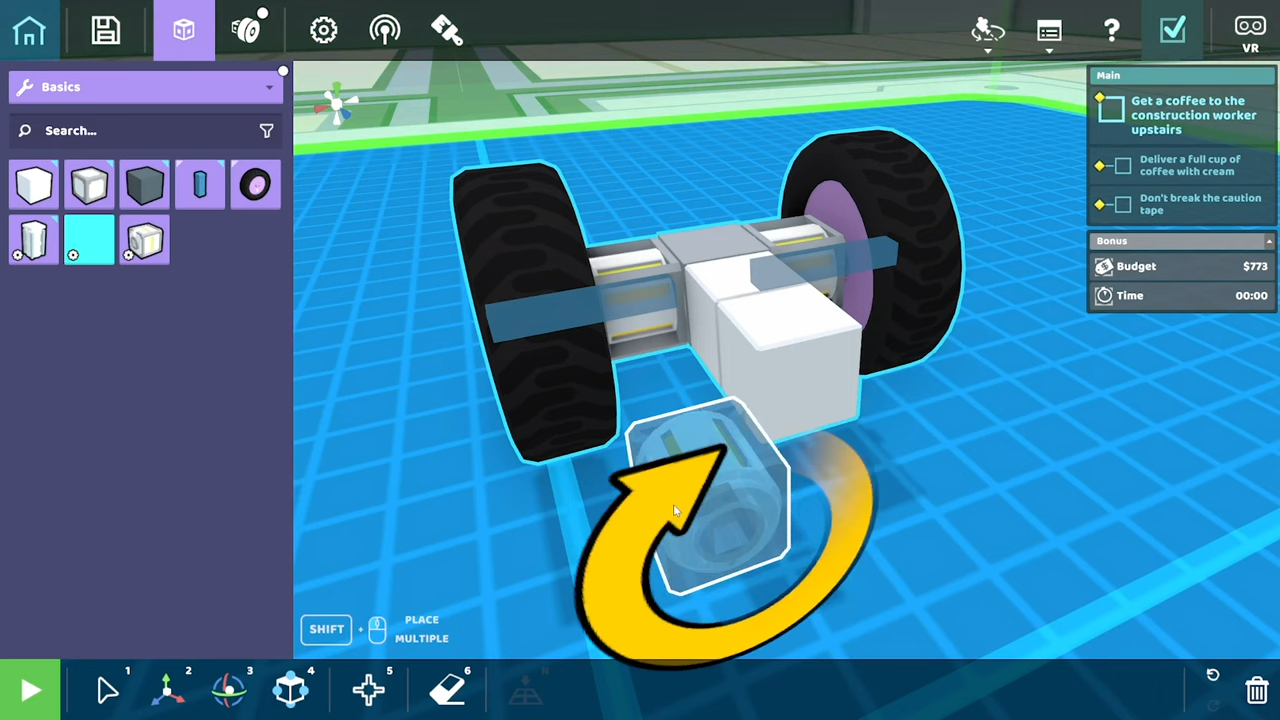 VR
Basics
Search...
Main
Get a coffee to the
construction worker
upstairs
Deliver a full cup of
coffee with cream
Don't break the caution
tape
Bonus
Budget $773
Time 00:00
SHIFT + PLACE
MULTIPLE
1 2 3 4 5 6 N